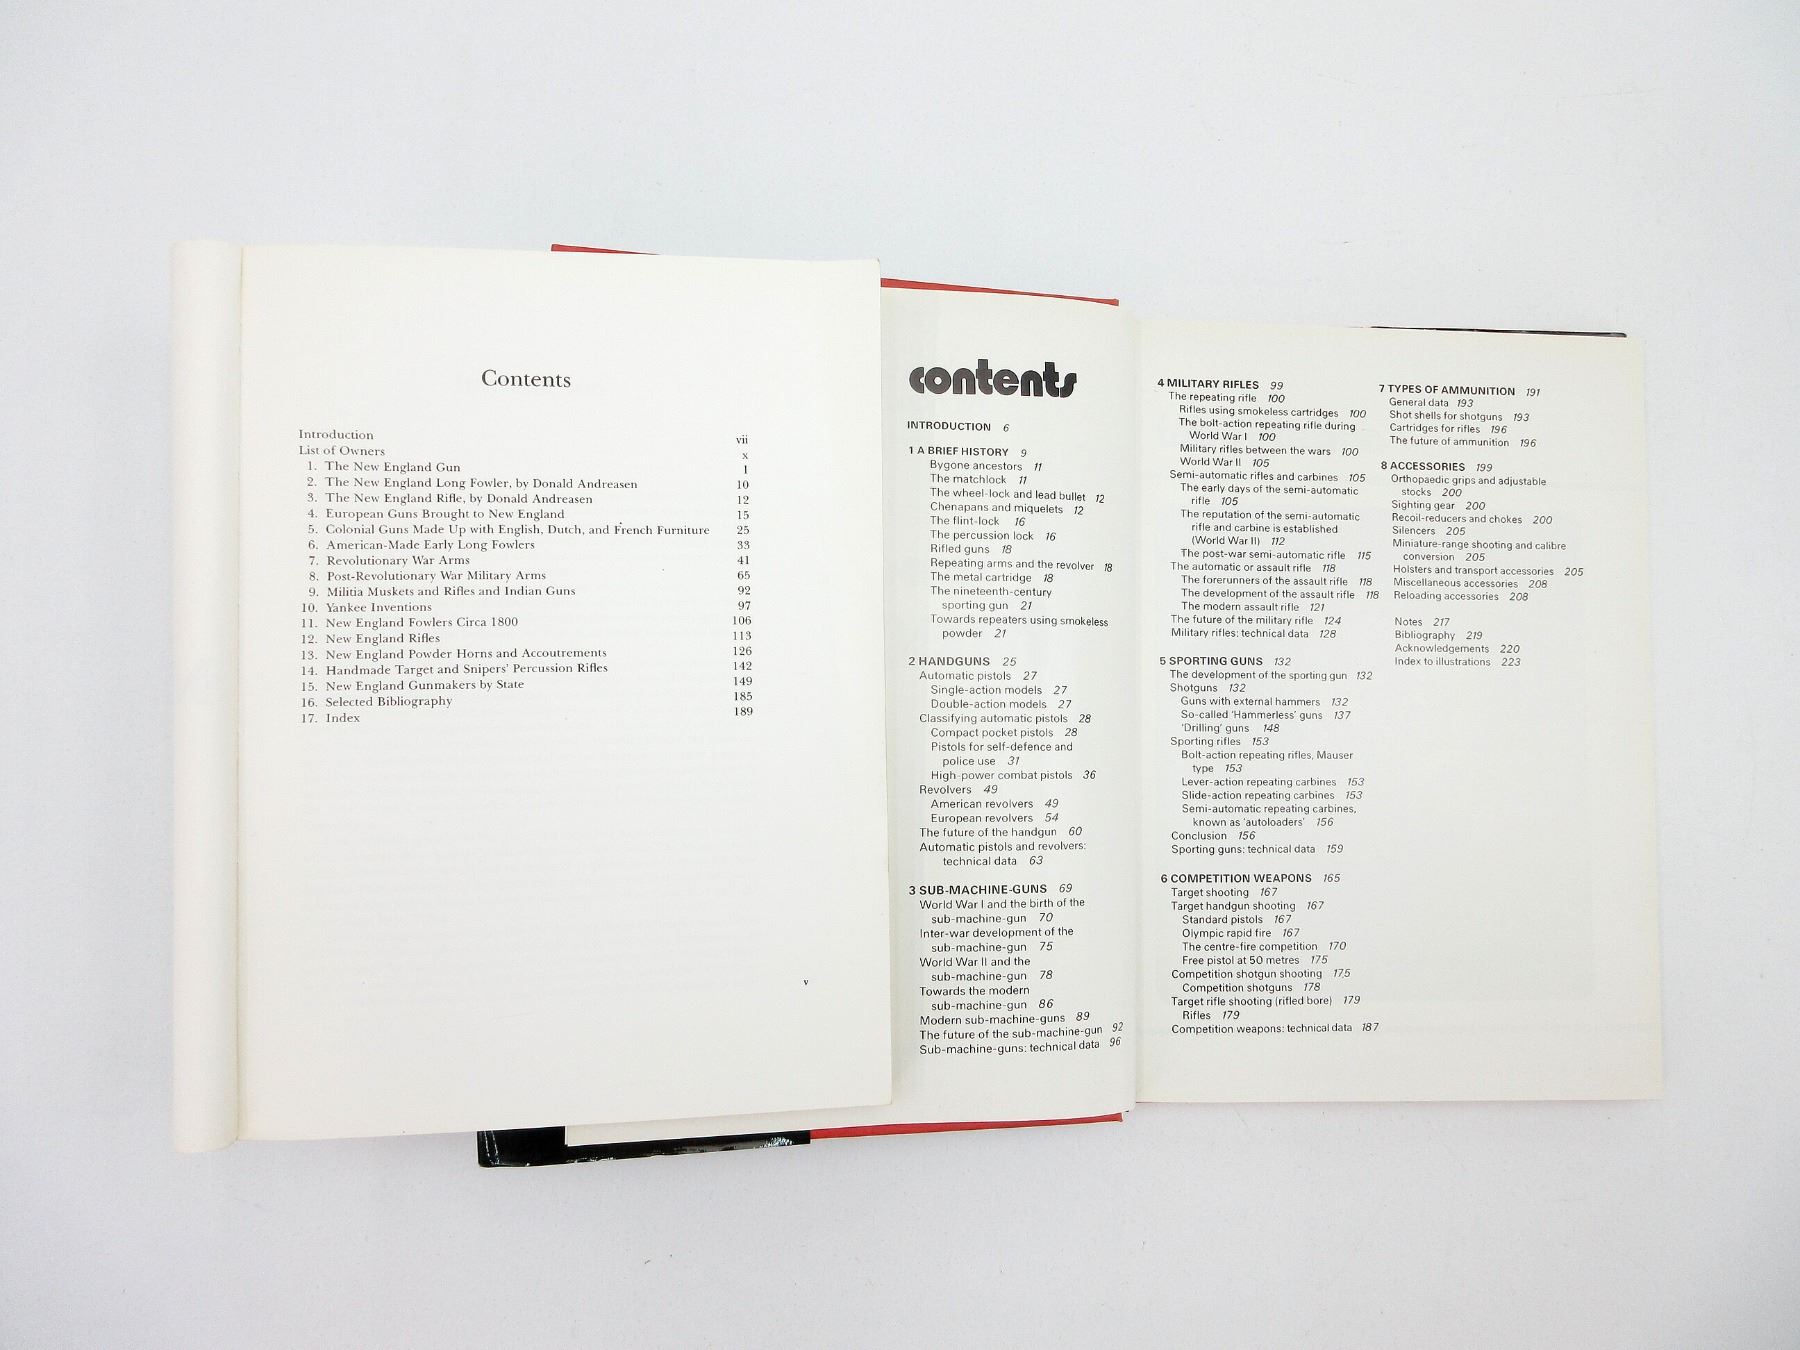 Contents
Introduction vii
List of Owners x
1. The New England Gun 1
2. The New England Long Fowler, by Donald Andreasen 10
3. The New England Rifle, by Donald Andreasen 12
4. European Guns Brought to New England 15
5. Colonial Guns Made Up with English, Dutch, and French Furniture 25
6. American-Made Early Long Fowlers 33
7. Revolutionary War Arms 41
8. Post-Revolutionary War Military Arms 65
9. Militia Muskets and Rifles and Indian Guns 92
10. Yankee Inventions 97
11. New England Fowlers Circa 1800 106
12. New England Rifles 113
13. New England Powder Horns and Accoutrements 126
14. Handmade Target and Snipers' Percussion Rifles 142
15. New England Gunmakers by State 149
16. Selected Bibliography 185
17. Index 189
v
contents
INTRODUCTION 6
1 A BRIEF HISTORY 9
Bygone ancestors 11
The matchlock 11
The wheel-lock and lead bullet 12
Chenapans and miquelets 12
The flint-lock 16
The percussion lock 16
Rifled guns 18
Repeating arms and the revolver 18
The metal cartridge 18
The nineteenth-century
sporting gun 21
Towards repeaters using smokeless
powder 21
2 HANDGUNS 25
Automatic pistols 27
Single-action models 27
Double-action models 27
Classifying automatic pistols 28
Compact pocket pistols 28
Pistols for self-defence and
police use 31
High-power combat pistols 36
Revolvers 49
American revolvers 49
European revolvers 54
The future of the handgun 60
Automatic pistols and revolvers:
technical data 63
3 SUB-MACHINE-GUNS 69
World War I and the birth of the
sub-machine-gun 70
Inter-war development of the
sub-machine-gun 75
World War II and the
sub-machine-gun 78
Towards the modern
sub-machine-gun 86
Modern sub-machine-guns 89
The future of the sub-machine-gun 92
Sub-machine-guns: technical data 96
4 MILITARY RIFLES 99
The repeating rifle 100
Rifles using smokeless cartridges 100
The bolt-action repeating rifle during
World War I 100
Military rifles between the wars 100
World War II 105
Semi-automatic rifles and carbines 105
The early days of the semi-automatic
rifle 105
The reputation of the semi-automatic
rifle and carbine is established
(World War II) 112
The post-war semi-automatic rifle 115
The automatic or assault rifle 118
The forerunners of the assault rifle 118
The development of the assault rifle 118
The modern assault rifle 121
The future of the military rifle 124
Military rifles: technical data 128
5 SPORTING GUNS 132
The development of the sporting gun 132
Shotguns 132
Guns with external hammers 132
So-called 'Hammerless' guns 137
'Drilling' guns 148
Sporting rifles 153
Bolt-action repeating rifles, Mauser
type 153
Lever-action repeating carbines 153
Slide-action repeating carbines 153
Semi-automatic repeating carbines,
known as 'autoloaders' 156
Conclusion 156
Sporting guns: technical data 159
6 COMPETITION WEAPONS 165
Target shooting 167
Target handgun shooting 167
Standard pistols 167
Olympic rapid fire 167
The centre-fire competition 170
Free pistol at 50 metres 175
Competition shotgun shooting 175
Competition shotguns 178
Target rifle shooting (rifled bore) 179
Rifles 179
Competition weapons: technical data 187
7 TYPES OF AMMUNITION 191
General data 193
Shot shells for shotguns 193
Cartridges for rifles 196
The future of ammunition 196
8 ACCESSORIES 199
Orthopaedic grips and adjustable
stocks 200
Sighting gear 200
Recoil-reducers and chokes 200
Silencers 205
Miniature-range shooting and calibre
conversion 205
Holsters and transport accessories 205
Miscellaneous accessories 208
Reloading accessories 208
Notes 217
Bibliography 219
Acknowledgements 220
Index to illustrations 223